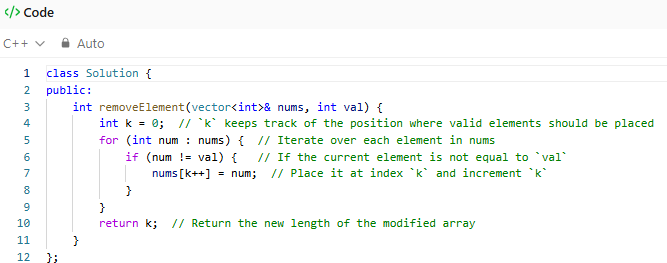 </> Code
C++ Auto
1 class Solution {
2 public:
3     int removeElement(vector<int>& nums, int val) {
4         int k = 0;  // `k` keeps track of the position where valid elements should be placed
5         for (int num : nums) {  // Iterate over each element in nums
6             if (num != val) {   // If the current element is not equal to `val`
7                 nums[k++] = num;  // Place it at index `k` and increment `k`
8             }
9         }
10         return k;  // Return the new length of the modified array
11     }
12 };